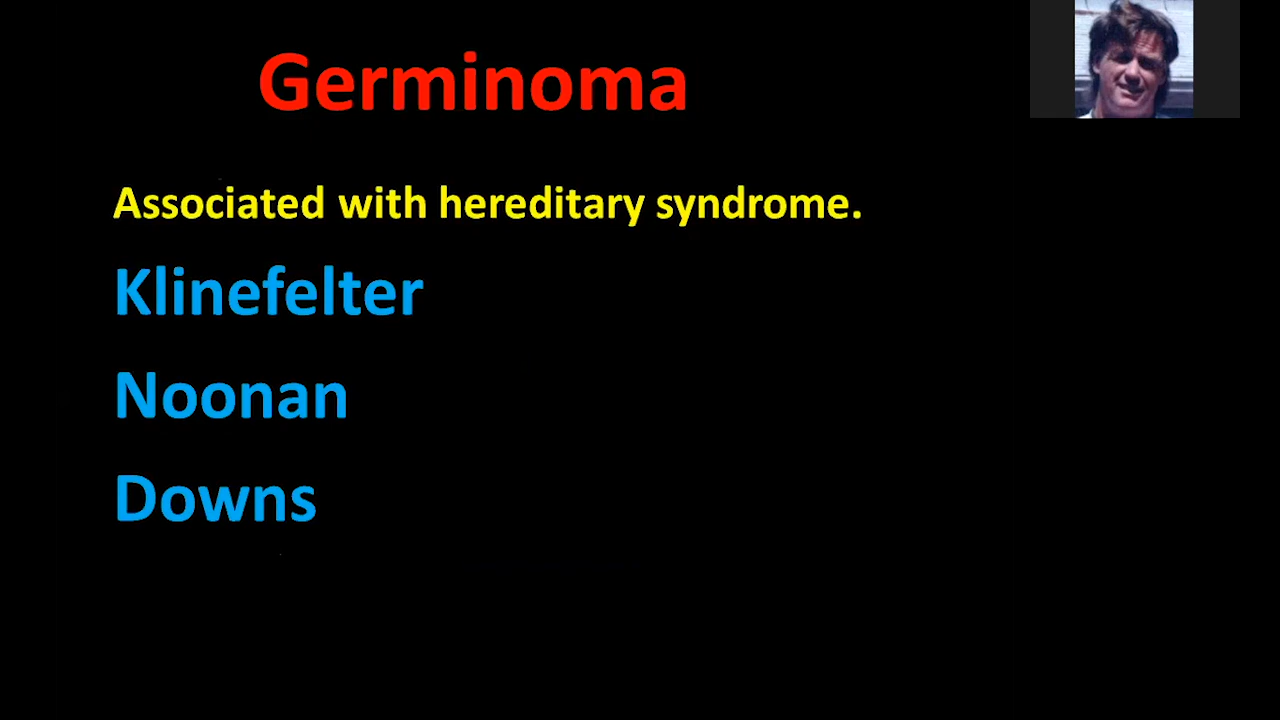 Germinoma
Associated with hereditary syndrome.
Klinefelter
Noonan
Downs